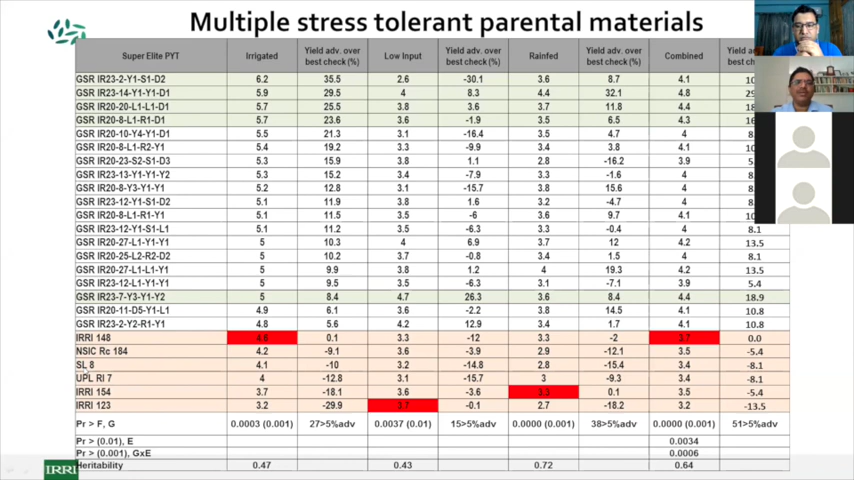 Multiple stress tolerant parental materials
Super Elite PYT Irrigated Yield adv. over best check (%) Low Input Yield adv. over best check (%) Rainfed Yield adv. over best check (%) Combined Yield
GSR IR23-2-Y1-S1-D2 6.2 35.5 2.6 -30.1 3.6 8.7 4.1
GSR IR23-14-Y1-Y1-D1 5.9 29.5 4 8.3 4.4 32.1 4.8
GSR IR20-20-L1-L1-D1 5.7 25.5 3.8 3.6 3.7 11.8 4.4
GSR IR20-8-L1-R1-D1 5.7 23.6 3.6 -1.9 3.5 6.5 4.3
GSR IR20-10-Y4-Y1-D1 5.5 21.3 3.1 -16.4 3.5 4.7 4
GSR IR20-8-L1-R2-Y1 5.4 19.2 3.3 -9.9 3.4 3.8 4.1
GSR IR20-23-S2-S1-D3 5.3 15.9 3.8 1.1 2.8 -16.2 3.9
GSR IR23-13-Y1-Y1-Y2 5.3 15.2 3.4 -7.9 3.3 -1.6 4
GSR IR20-8-Y3-Y1-Y1 5.2 12.8 3.1 -15.7 3.8 15.6 4
GSR IR23-12-Y1-S1-D2 5.1 11.9 3.8 1.6 3.2 -4.7 4
GSR IR20-8-L1-R1-Y1 5.1 11.5 3.5 -6 3.6 9.7 4.1
GSR IR23-12-Y1-S1-L1 5.1 11.2 3.5 -6.3 3.3 -0.4 4 8.1
GSR IR20-27-L1-Y1-Y1 5 10.3 4 6.9 3.7 12 4.2 13.5
GSR IR20-25-L2-R2-D2 5 10.2 3.7 -0.8 3.4 1.5 4 8.1
GSR IR20-27-L1-L1-Y1 5 9.9 3.8 1.2 4 19.3 4.2 13.5
GSR IR23-12-L1-Y1-Y1 5 9.5 3.5 -6.3 3.1 -7.1 3.9 5.4
GSR IR23-7-Y3-Y1-Y2 5 8.4 4.7 26.3 3.6 8.4 4.4 18.9
GSR IR20-11-D5-Y1-L1 4.9 6.1 3.6 -2.2 3.8 14.5 4.1 10.8
GSR IR23-2-Y2-R1-Y1 4.8 5.6 4.2 12.9 3.4 1.7 4.1 10.8
IRRI 148 4.6 0.1 3.3 -12 3.3 -2 3.7 0.0
NSIC Rc 184 4.2 -9.1 3.6 -3.9 2.9 -12.1 3.5 -5.4
SL 8 4.1 -10 3.2 -14.8 2.8 -15.4 3.4 -8.1
UPL RI 7 4 -12.8 3.1 -15.7 3 -9.3 3.4 -8.1
IRRI 154 3.7 -18.1 3.6 -3.6 3.3 0.1 3.5 -5.4
IRRI 123 3.2 -29.9 3.7 -0.1 2.7 -18.2 3.2 -13.5
Pr > F, G 0.0003 (0.001) 27>5%adv 0.0037 (0.01) 15>5%adv 0.0000 (0.001) 38>5%adv 0.0000 (0.001) 51>5%adv
Pr > (0.01), E 0.0034
Pr > (0.001), GxE 0.0006
Heritability 0.47 0.43 0.72 0.64
IRRI